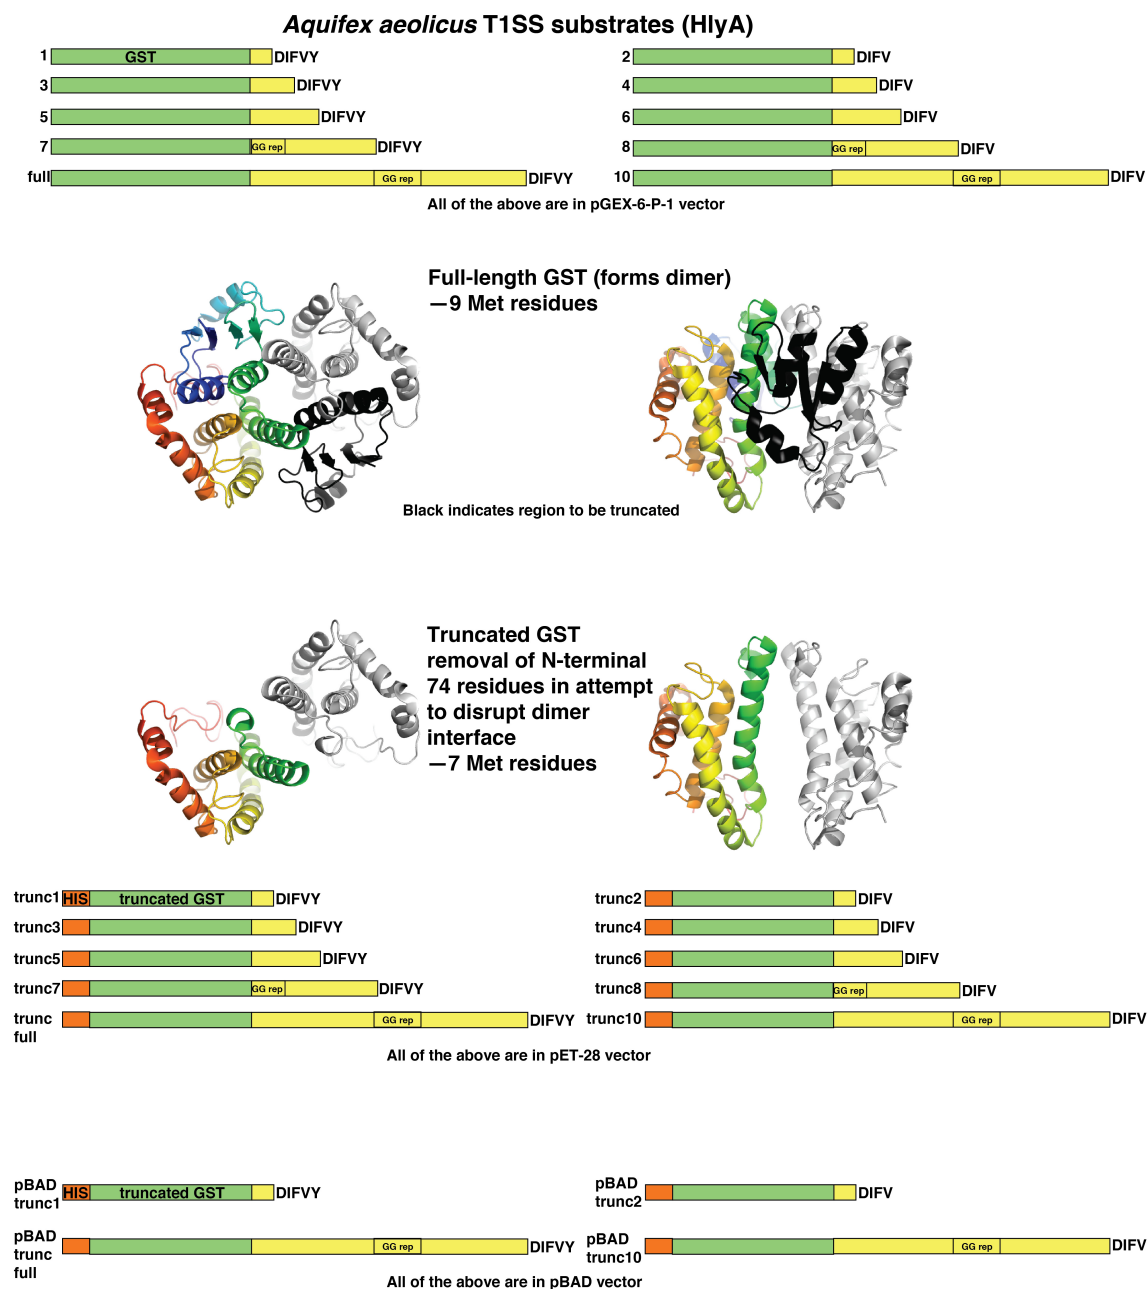 Aquifex aeolicus T1SS substrates (HlyA)
1 GST DIFVY
2 DIFV
3 DIFVY
4 DIFV
5 DIFVY
6 DIFV
7 GG rep DIFVY
8 GG rep DIFV
full GG rep DIFVY
10 GG rep DIFV
All of the above are in pGEX-6-P-1 vector
Full-length GST (forms dimer)
—9 Met residues
Black indicates region to be truncated
Truncated GST
removal of N-terminal
74 residues in attempt
to disrupt dimer
interface
—7 Met residues
trunc1 HIS truncated GST DIFVY
trunc2 DIFV
trunc3 DIFVY
trunc4 DIFV
trunc5 DIFVY
trunc6 DIFV
trunc7 GG rep DIFVY
trunc8 GG rep DIFV
trunc
full GG rep DIFVY
trunc10 GG rep DIFV
All of the above are in pET-28 vector
pBAD
trunc1 HIS truncated GST DIFVY
pBAD
trunc2 DIFV
pBAD
trunc
full GG rep DIFVY
pBAD
trunc10 GG rep DIFV
All of the above are in pBAD vector